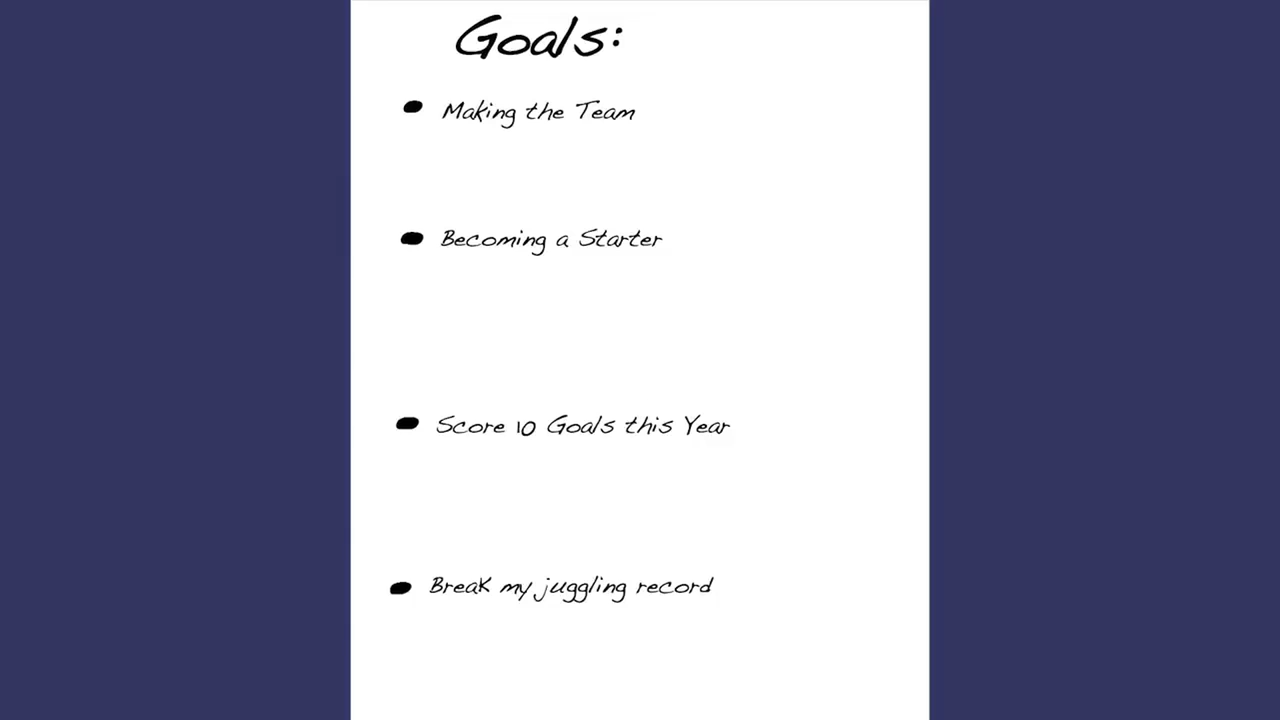 Goals:
Making the Team
Becoming a Starter
Score 10 Goals this Year
Break my juggling record